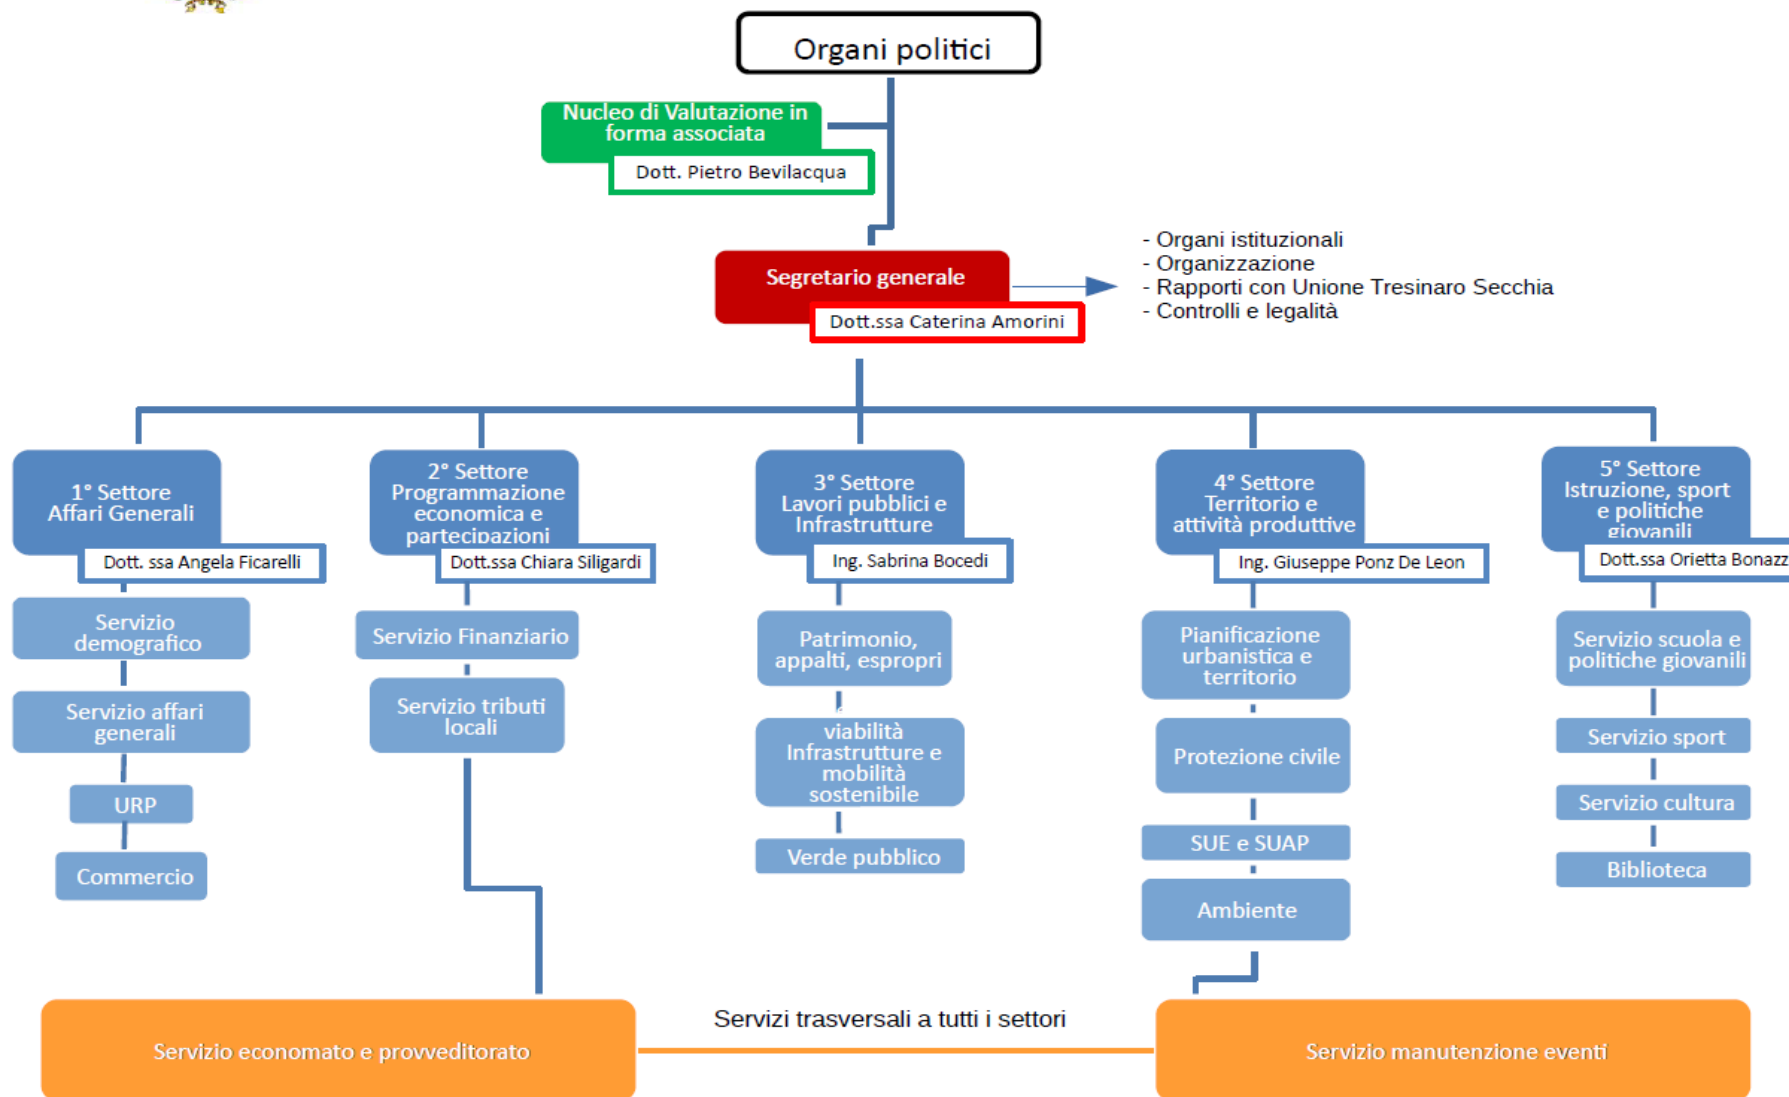 Organi politici
Nucleo di Valutazione in
forma associata
Dott. Pietro Bevilacqua
Segretario generale
Dott.ssa Caterina Amorini
- Organi istituzionali
- Organizzazione
- Rapporti con Unione Tresinaro Secchia
- Controlli e legalità
1° Settore
Affari Generali
Dott. ssa Angela Ficarelli
Servizio
demografico
Servizio affari
generali
URP
Commercio
2° Settore
Programmazione
economica e
partecipazioni
Dott.ssa Chiara Siligardi
Servizio Finanziario
Servizio tributi
locali
3° Settore
Lavori pubblici e
Infrastrutture
Ing. Sabrina Bocedi
Patrimonio,
appalti, espropri
viabilità
Infrastrutture e
mobilità
sostenibile
Verde pubblico
4° Settore
Territorio e
attività produttive
Ing. Giuseppe Ponz De Leon
Pianificazione
urbanistica e
territorio
Protezione civile
SUE e SUAP
Ambiente
5° Settore
Istruzione, sport
e politiche
giovanili
Dott.ssa Orietta Bonazz
Servizio scuola e
politiche giovanili
Servizio sport
Servizio cultura
Biblioteca
Servizio economato e provveditorato
Servizi trasversali a tutti i settori
Servizio manutenzione eventi